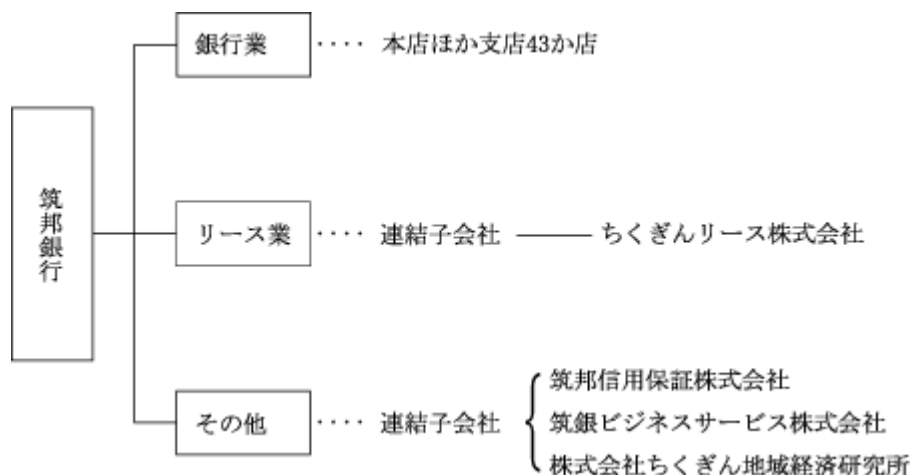 筑邦銀行
銀行業 ‥‥ 本店ほか支店43か店
リース業 ‥‥ 連結子会社 ―― ちくぎんリース株式会社
その他 ‥‥ 連結子会社
筑邦信用保証株式会社
筑銀ビジネスサービス株式会社
株式会社ちくぎん地域経済研究所